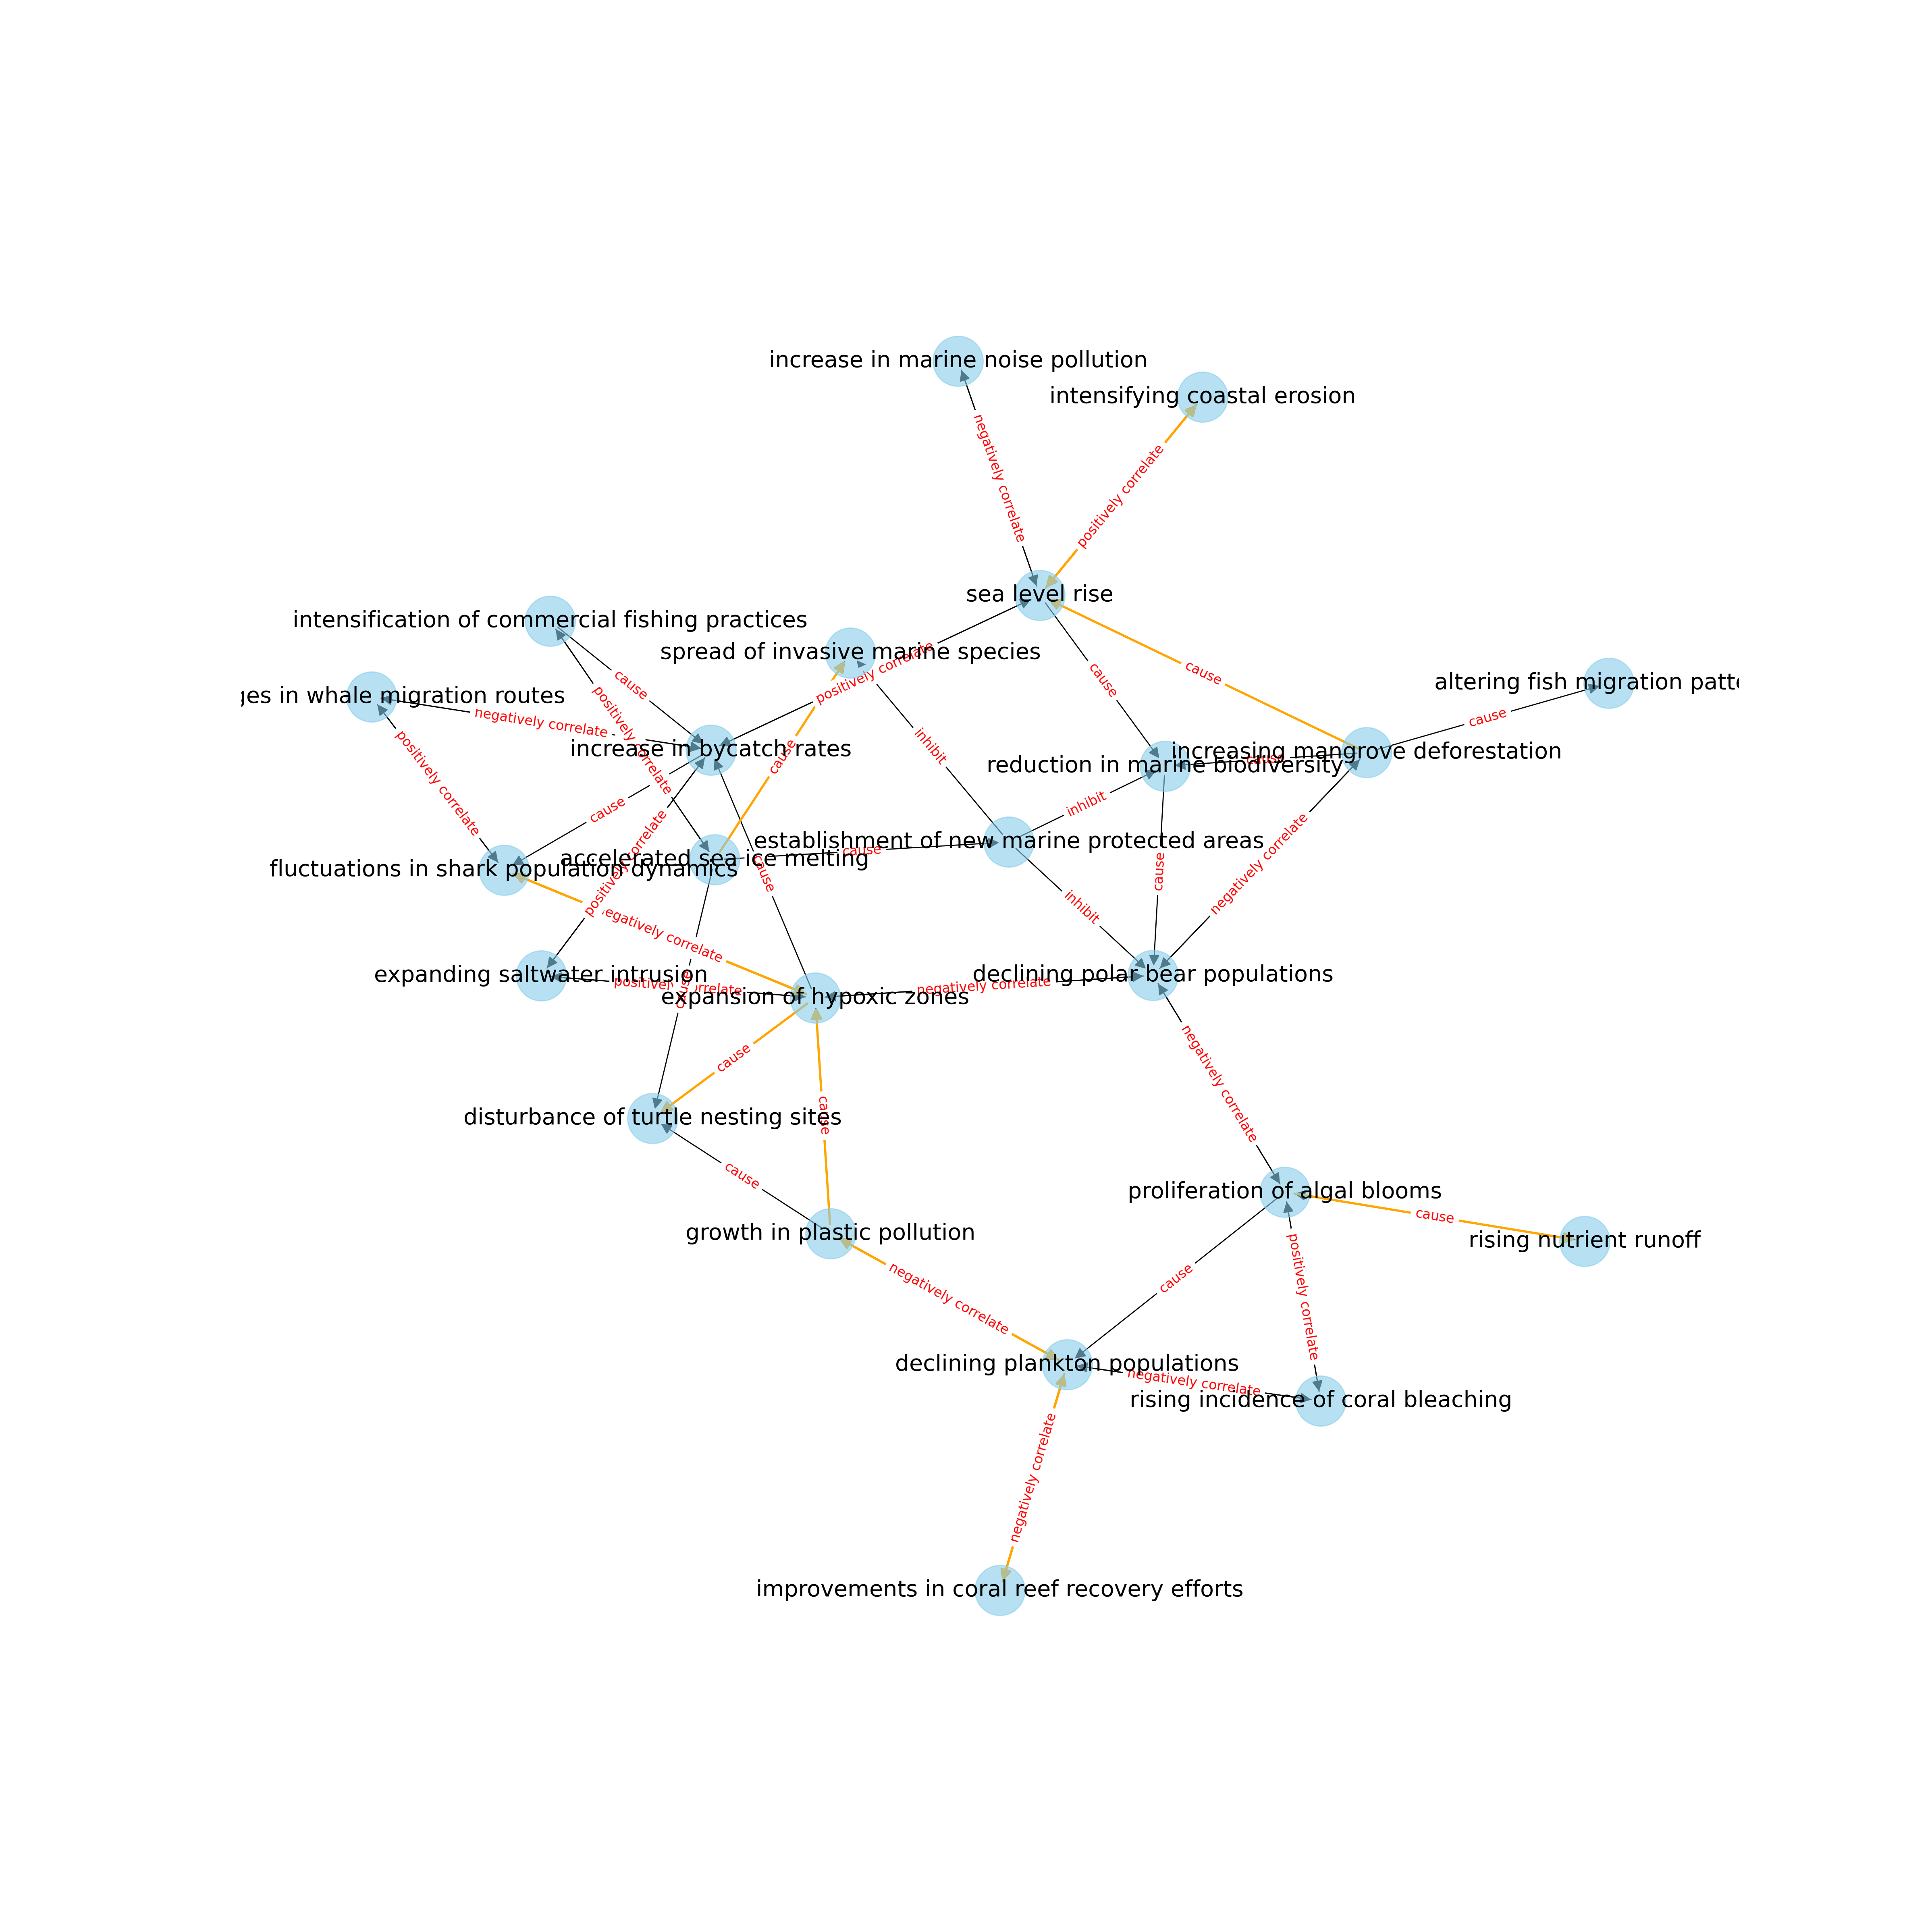 increase in marine noise pollution
intensifying coastal erosion
negatively correlate
positively correlate
sea level rise
intensification of commercial fishing practices
spread of invasive marine species
positively correlate
cause
cause
cause
altering fish migration
ges in whale migration routes
cause
negatively correlate
positively correlate
increase in bycatch rates
inhibit
cause
increasing mangrove deforestation
cause
reduction in marine biodiversity
positively correlate
cause
inhibit
establishment of new marine protected areas
cause
accelerated sea ice melting
fluctuations in shark population dynamics
positively correlate
cause
cause
negatively correlate
inhibit
negatively correlate
expanding saltwater intrusion
positively correlate
cause
expansion of hypoxic zones
negatively correlate
declining polar bear populations
cause
negatively correlate
disturbance of turtle nesting sites
cause
cause
proliferation of algal blooms
cause
rising nutrient runoff
growth in plastic pollution
negatively correlate
cause
positively correlate
declining plankton populations
negatively correlate
rising incidence of coral bleaching
negatively correlate
improvements in coral reef recovery efforts